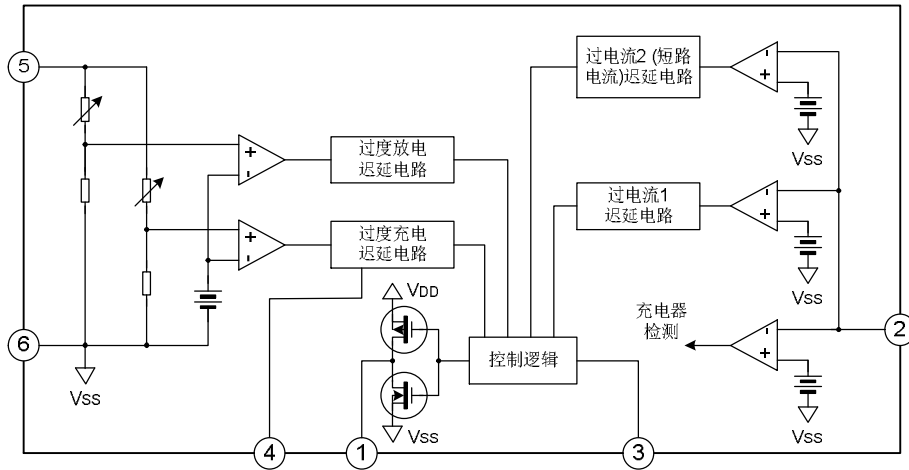 5
过电流2 (短路
电流)迟延电路
+
-
VSS
过度放电
迟延电路
+
-
过电流1
迟延电路
+
-
VSS
过度充电
迟延电路
+
-
VDD
充电器
检测
+
-
VSS
2
6
VSS
控制逻辑
VSS
4
1
3